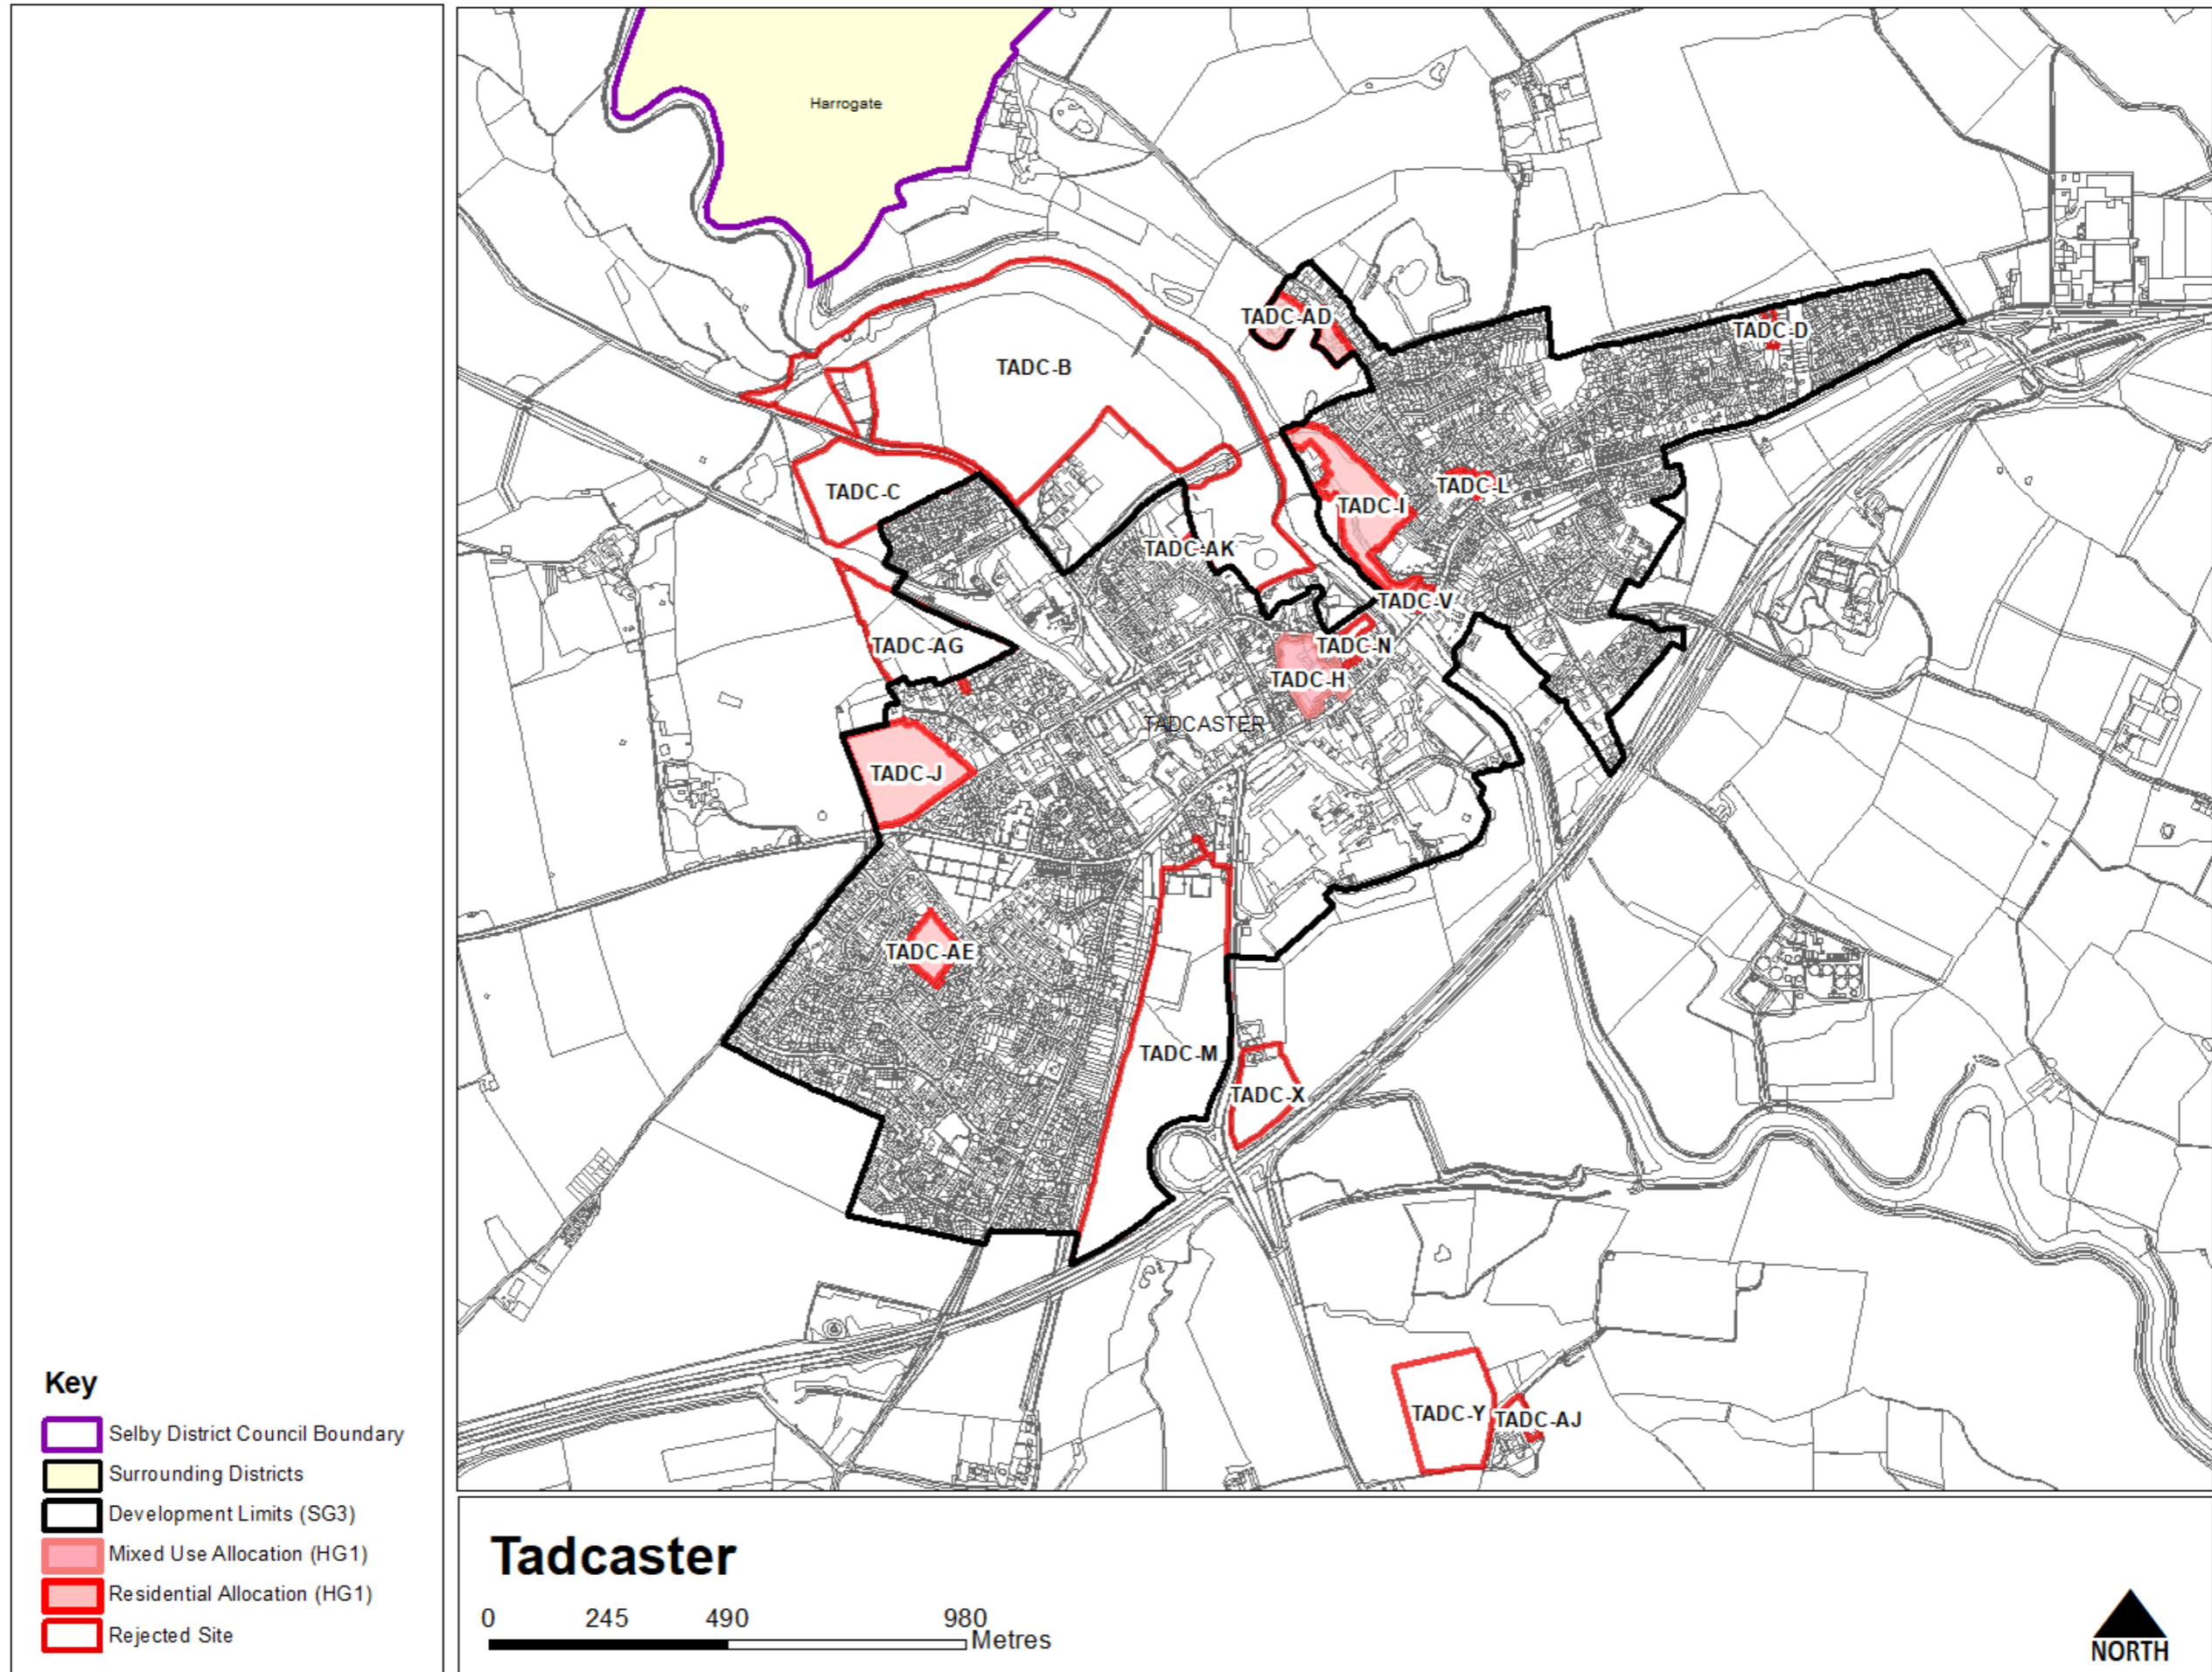 Harrogate
TADC-AD
TADC-D
TADC-B
TADC-C
TADC-L
TADC-I
TADC-AK
TADC-V
TADC-AG
TADC-N
TADC-H
TADCASTER
TADC-J
TADC-AE
TADC-M
TADC-X
TADC-Y
TADC-AJ
Key
Selby District Council Boundary
Surrounding Districts
Development Limits (SG3)
Mixed Use Allocation (HG1)
Residential Allocation (HG1)
Rejected Site
Tadcaster
0 245 490 980
Metres
NORTH